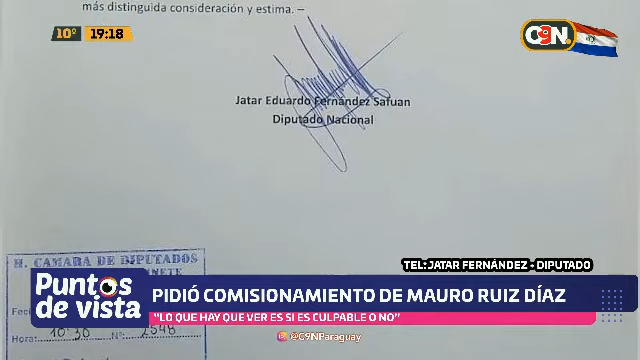 más distinguida consideración y estima. –
10° 19:18
C9N.
Jatar Eduardo Fernández Safuan
Diputado Nacional
H. CAMARA DE DIPUTADOS
TEL: JATAR FERNÁNDEZ - DIPUTADO
Puntos de vista
PIDIÓ COMISIONAMIENTO DE MAURO RUIZ DÍAZ
"LO QUE HAY QUE VER ES SI ES CULPABLE O NO"
Hora: 10:30 Nº: 2548
@C9NParaguay